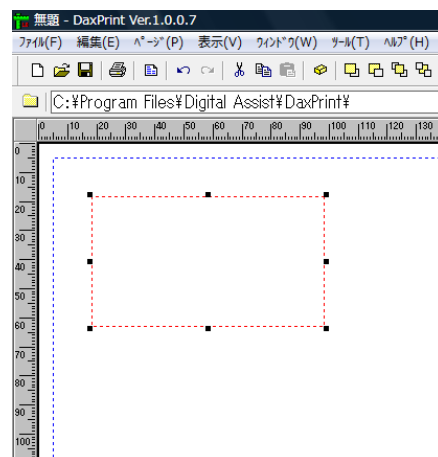 無題 - DaxPrint Ver.1.0.0.7
ﾌｧｲﾙ(F) 編集(E) ﾍﾟｰｼﾞ(P) 表示(V) ｳｨﾝﾄﾞｳ(W) ﾂｰﾙ(T) ﾍﾙﾌﾟ(H)
C:¥Program Files¥Digital Assist¥DaxPrint¥
0 10 20 30 40 50 60 70 80 90 100 110 120 130
0
10
20
30
40
50
60
70
80
90
100